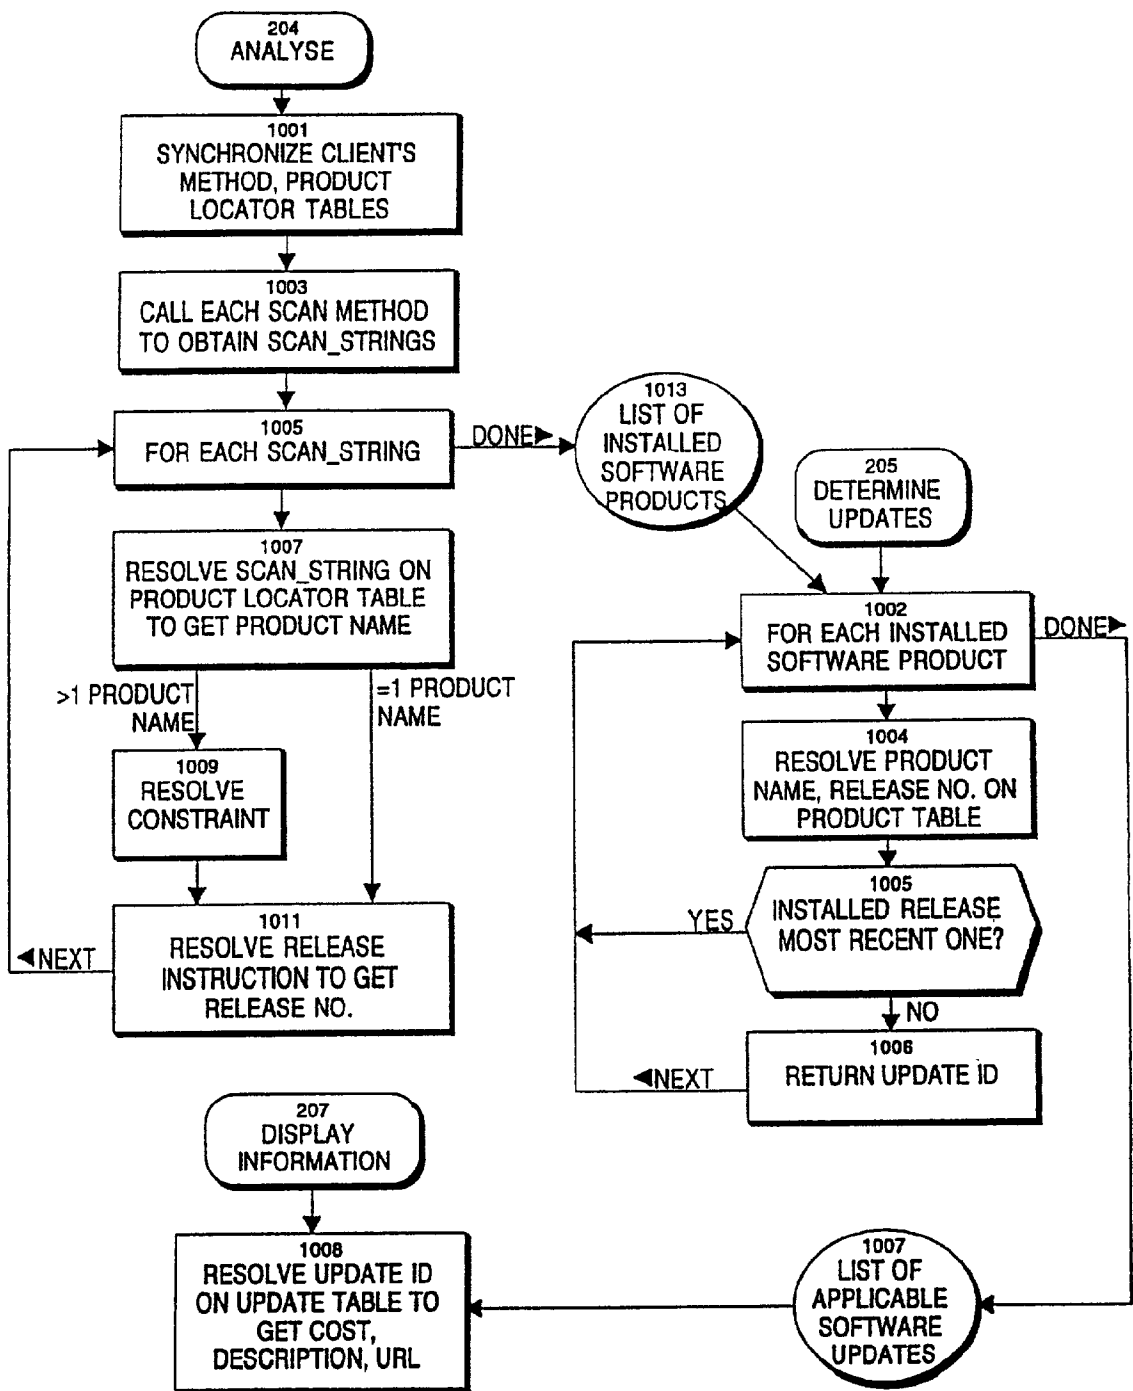 204
ANALYSE
1001
SYNCHRONIZE CLIENT'S
METHOD, PRODUCT
LOCATOR TABLES
1003
CALL EACH SCAN METHOD
TO OBTAIN SCAN_STRINGS
1005
FOR EACH SCAN_STRING
DONE
1007
RESOLVE SCAN_STRING ON
PRODUCT LOCATOR TABLE
TO GET PRODUCT NAME
>1 PRODUCT
NAME
=1 PRODUCT
NAME
1009
RESOLVE
CONSTRAINT
1011
RESOLVE RELEASE
INSTRUCTION TO GET
RELEASE NO.
NEXT
1013
LIST OF
INSTALLED
SOFTWARE
PRODUCTS
205
DETERMINE
UPDATES
1002
FOR EACH INSTALLED
SOFTWARE PRODUCT
DONE
1004
RESOLVE PRODUCT
NAME, RELEASE NO. ON
PRODUCT TABLE
1005
INSTALLED RELEASE
MOST RECENT ONE?
YES
NO
1006
RETURN UPDATE ID
NEXT
207
DISPLAY
INFORMATION
1008
RESOLVE UPDATE ID
ON UPDATE TABLE TO
GET COST,
DESCRIPTION, URL
1007
LIST OF
APPLICABLE
SOFTWARE
UPDATES